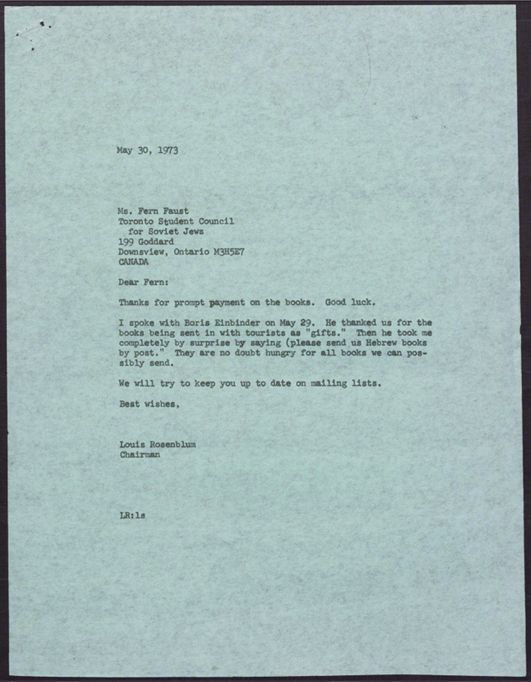 May 30, 1973
Ms. Fern Faust
Toronto Student Council
for Soviet Jews
199 Goddard
Downsview, Ontario M3H5E7
CANADA
Dear Fern:
Thanks for prompt payment on the books. Good luck.
I spoke with Boris Einbinder on May 29. He thanked us for the
books being sent in with tourists as "gifts." Then he took me
completely by surprise by saying (please send us Hebrew books
by post." They are no doubt hungry for all books we can pos-
sibly send.
We will try to keep you up to date on mailing lists.
Best wishes,
Louis Rosenblum
Chairman
LR:ls